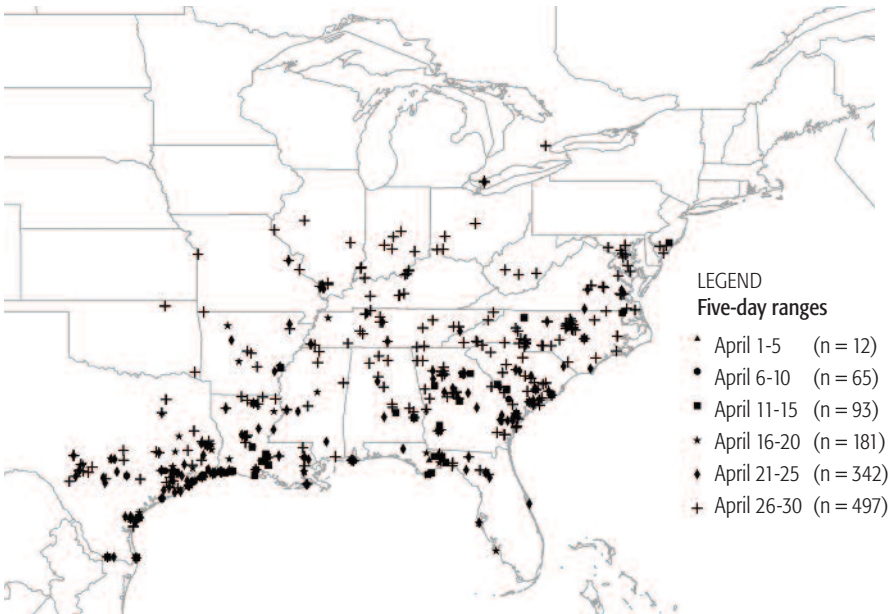 LEGEND
Five-day ranges
April 1-5 (n = 12)
April 6-10 (n = 65)
April 11-15 (n = 93)
April 16-20 (n = 181)
April 21-25 (n = 342)
April 26-30 (n = 497)